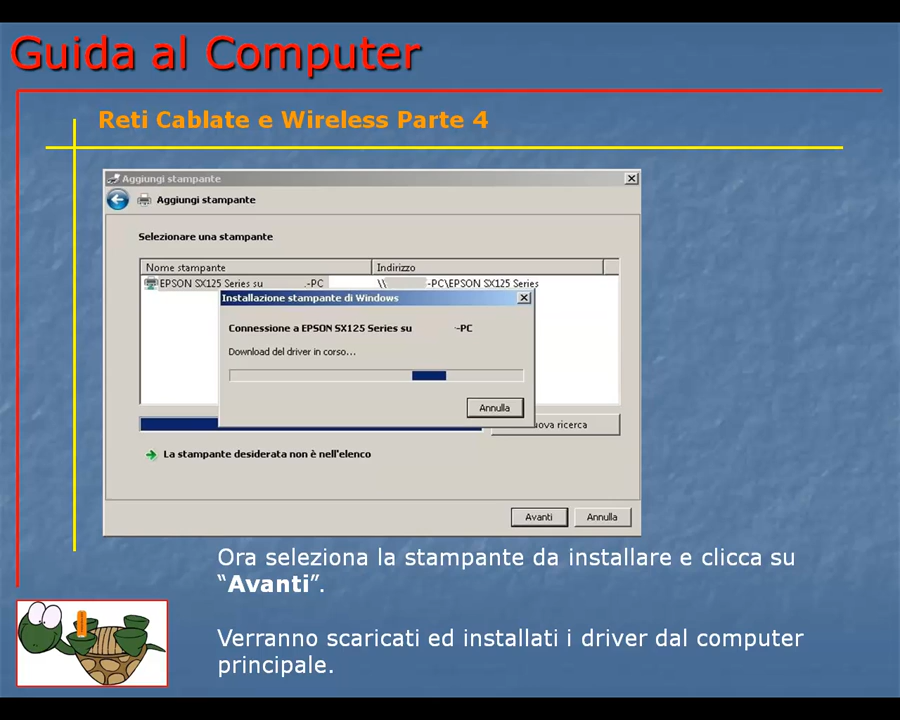 Guida al Computer
Reti Cablate e Wireless Parte 4
Aggiungi stampante
Aggiungi stampante
Selezionare una stampante
Nome stampante Indirizzo
EPSON SX125 Series su .-PC \\ -PC\EPSON SX125 Series
Installazione stampante di Windows
Connessione a EPSON SX125 Series su -PC
Download del driver in corso...
Annulla
ova ricerca
La stampante desiderata non è nell'elenco
Avanti Annulla
Ora seleziona la stampante da installare e clicca su
“Avanti”.
Verranno scaricati ed installati i driver dal computer
principale.